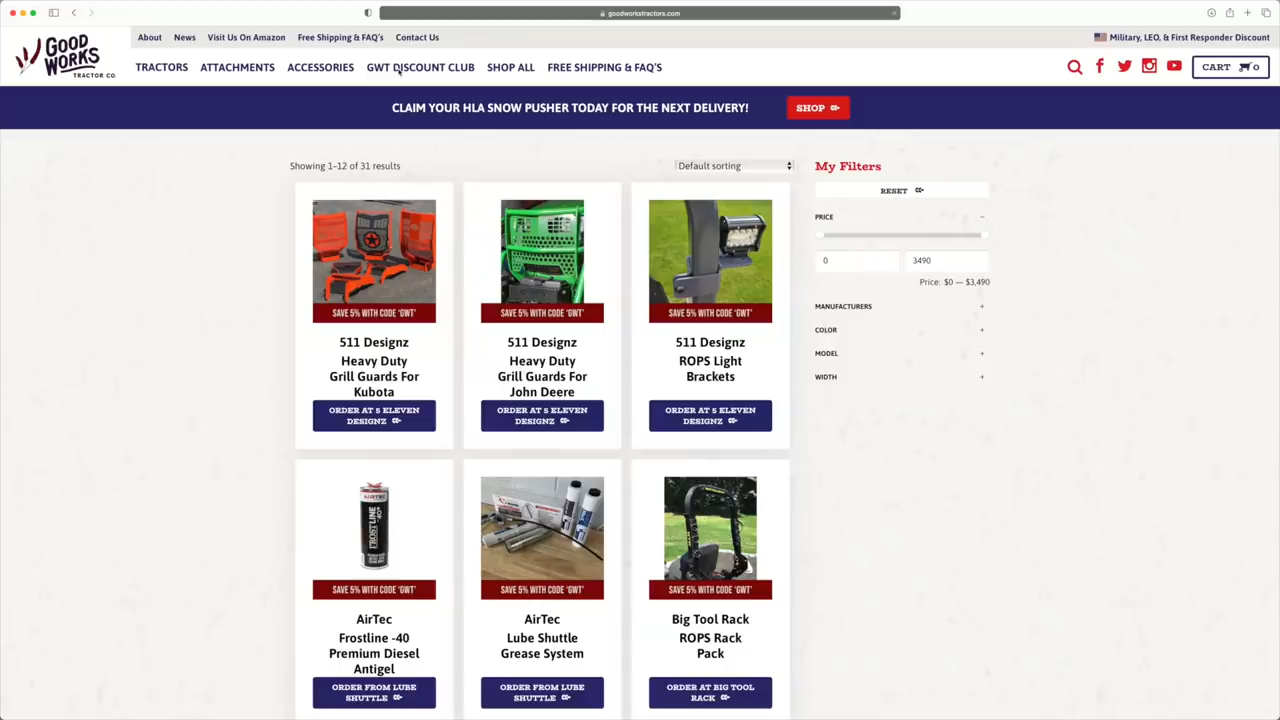 goodworkstractors.com
GOOD
WORKS
TRACTOR CO
About News Visit Us On Amazon Free Shipping & FAQ's Contact Us
Military, LEO, & First Responder Discount
TRACTORS ATTACHMENTS ACCESSORIES GWT DISCOUNT CLUB SHOP ALL FREE SHIPPING & FAQ'S
CART 0
CLAIM YOUR HLA SNOW PUSHER TODAY FOR THE NEXT DELIVERY! SHOP
Showing 1–12 of 31 results
Default sorting
My Filters
RESET
PRICE
0
3490
Price: $0 — $3,490
MANUFACTURERS +
COLOR +
MODEL +
WIDTH +
SAVE 5% WITH CODE 'GWT'
511 Designz
Heavy Duty
Grill Guards For
Kubota
ORDER AT 5 ELEVEN
DESIGNZ
SAVE 5% WITH CODE 'GWT'
511 Designz
Heavy Duty
Grill Guards For
John Deere
ORDER AT 5 ELEVEN
DESIGNZ
SAVE 5% WITH CODE 'GWT'
511 Designz
ROPS Light
Brackets
ORDER AT 5 ELEVEN
DESIGNZ
AIRTEC
FROSTLINE
SAVE 5% WITH CODE 'GWT'
AirTec
Frostline -40
Premium Diesel
Antigel
ORDER FROM LUBE
SHUTTLE
SAVE 5% WITH CODE 'GWT'
AirTec
Lube Shuttle
Grease System
ORDER FROM LUBE
SHUTTLE
SAVE 5% WITH CODE 'GWT'
Big Tool Rack
ROPS Rack
Pack
ORDER AT BIG TOOL
RACK